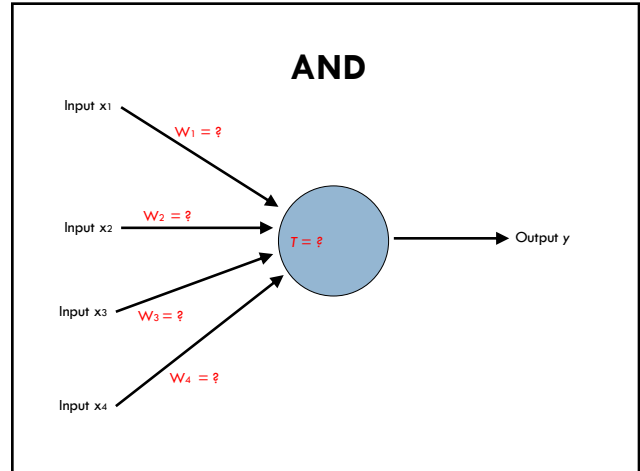 AND
Input x₁
W₁ = ?
Input x₂
W₂ = ?
T = ?
Output y
Input x₃
W₃ = ?
W₄ = ?
Input x₄